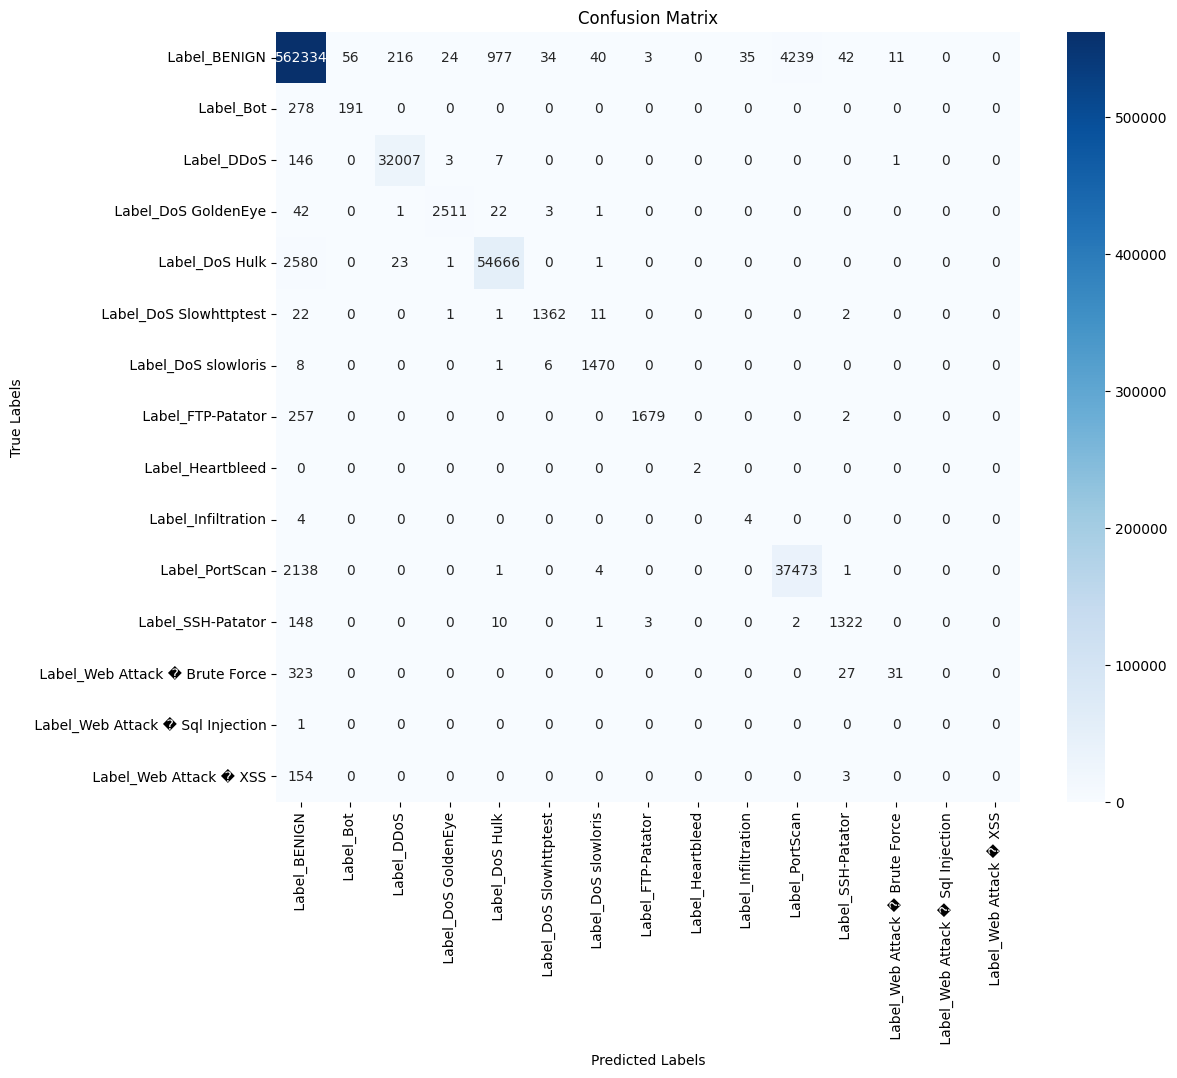 Confusion Matrix
Label_BENIGN 562334 56 216 24 977 34 40 3 0 35 4239 42 11 0 0
Label_Bot 278 191 0 0 0 0 0 0 0 0 0 0 0 0 0
Label_DDoS 146 0 32007 3 7 0 0 0 0 0 0 0 1 0 0
Label_DoS GoldenEye 42 0 1 2511 22 3 1 0 0 0 0 0 0 0 0
Label_DoS Hulk 2580 0 23 1 54666 0 1 0 0 0 0 0 0 0 0
Label_DoS Slowhttptest 22 0 0 1 1 1362 11 0 0 0 0 2 0 0 0
Label_DoS slowloris 8 0 0 0 1 6 1470 0 0 0 0 0 0 0 0
Label_FTP-Patator 257 0 0 0 0 0 0 1679 0 0 0 2 0 0 0
Label_Heartbleed 0 0 0 0 0 0 0 0 2 0 0 0 0 0 0
Label_Infiltration 4 0 0 0 0 0 0 0 0 4 0 0 0 0 0
Label_PortScan 2138 0 0 0 1 0 4 0 0 0 37473 1 0 0 0
Label_SSH-Patator 148 0 0 0 10 0 1 3 0 0 2 1322 0 0 0
Label_Web Attack � Brute Force 323 0 0 0 0 0 0 0 0 0 0 27 31 0 0
Label_Web Attack � Sql Injection 1 0 0 0 0 0 0 0 0 0 0 0 0 0 0
Label_Web Attack � XSS 154 0 0 0 0 0 0 0 0 0 0 3 0 0 0
True Labels
Label_BENIGN
Label_Bot
Label_DDoS
Label_DoS GoldenEye
Label_DoS Hulk
Label_DoS Slowhttptest
Label_DoS slowloris
Label_FTP-Patator
Label_Heartbleed
Label_Infiltration
Label_PortScan
Label_SSH-Patator
Label_Web Attack � Brute Force
Label_Web Attack � Sql Injection
Label_Web Attack � XSS
Predicted Labels
500000
400000
300000
200000
100000
0